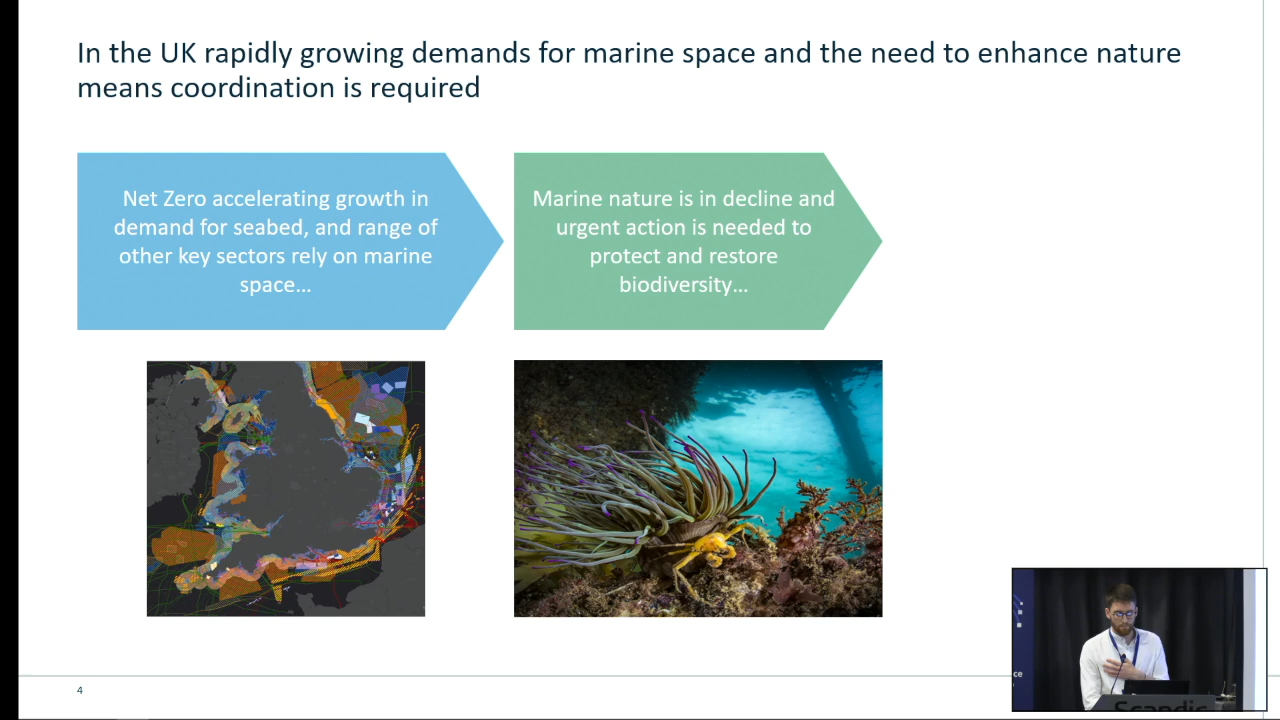 In the UK rapidly growing demands for marine space and the need to enhance nature
means coordination is required
Net Zero accelerating growth in
demand for seabed, and range of
other key sectors rely on marine
space...
Marine nature is in decline and
urgent action is needed to
protect and restore
biodiversity...
4
ce
Scandic